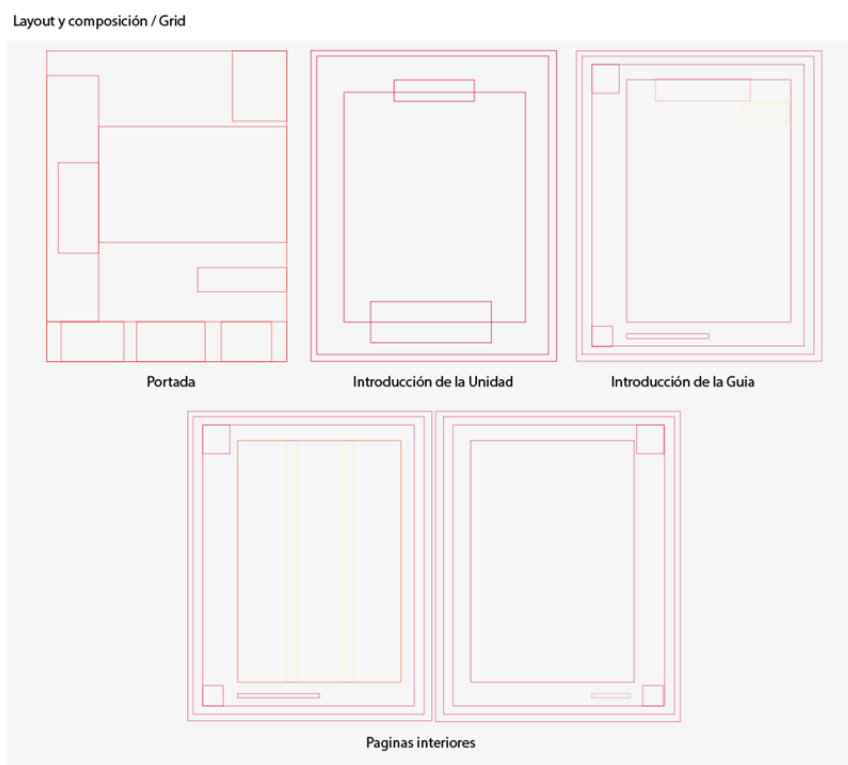 Layout y composición / Grid
Portada
Introducción de la Unidad
Introducción de la Guia
Paginas interiores